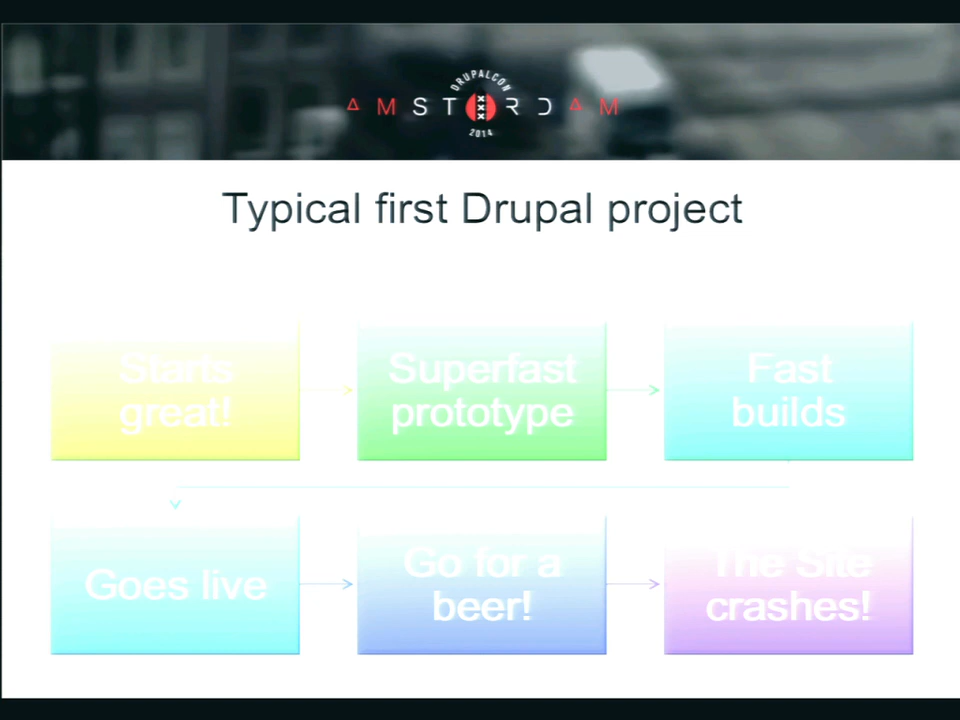 DRUPALCON
AMSTERDAM
2014
Typical first Drupal project
Starts
great!
Superfast
prototype
Fast
builds
Goes live
Go for a
beer!
The Site
crashes!